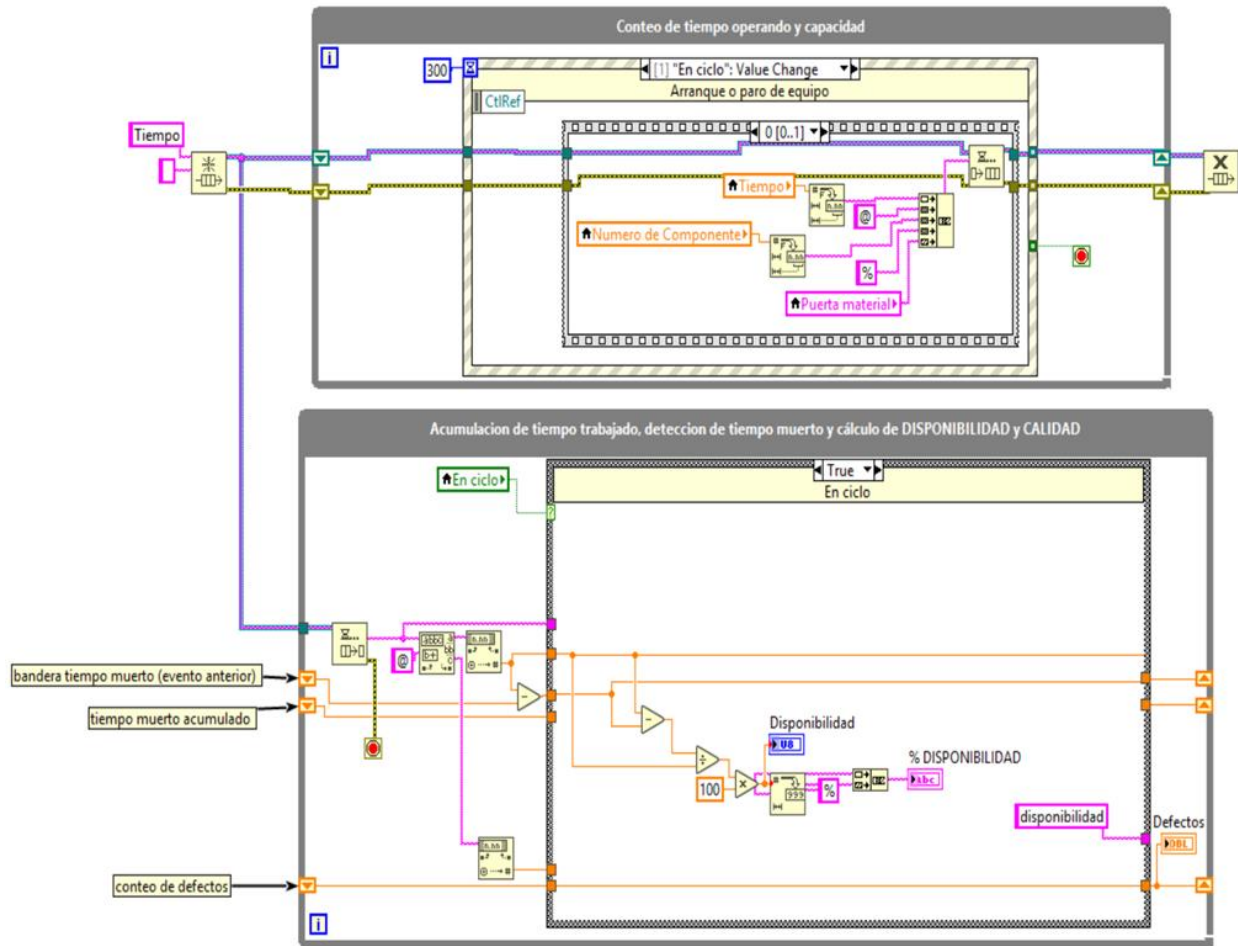 Conteo de tiempo operando y capacidad
i
300
[1] "En ciclo": Value Change
Arranque o paro de equipo
CtlRef
0 [0..1]
Tiempo
Tiempo
@
Numero de Componente
%
Puerta material
Acumulacion de tiempo trabajado, deteccion de tiempo muerto y cálculo de DISPONIBILIDAD y CALIDAD
True
En ciclo
En ciclo
?
@
bandera tiempo muerto (evento anterior)
tiempo muerto acumulado
Disponibilidad
U8
% DISPONIBILIDAD
100
999
%
abc
disponibilidad
Defectos
DBL
conteo de defectos
i